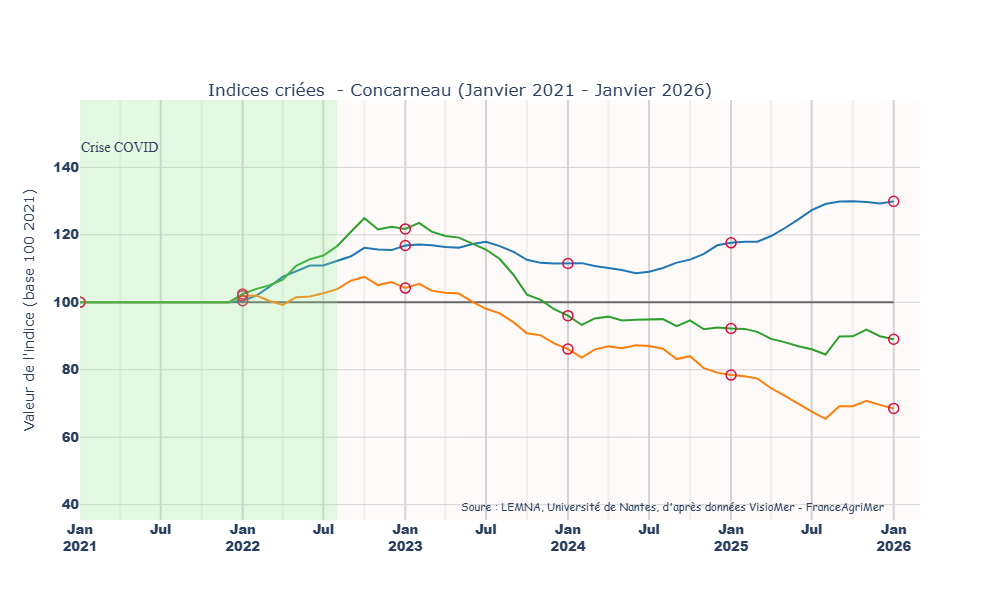 Indices criées  - Concarneau (Janvier 2021 - Janvier 2026)
Crise COVID
Valeur de l'indice (base 100 2021)
140
120
100
80
60
40
Soure : LEMNA, Université de Nantes, d'après données VisioMer - FranceAgriMer
Jan Jul Jan Jul Jan Jul Jan Jul Jan Jul Jan
2021 2022 2023 2024 2025 2026